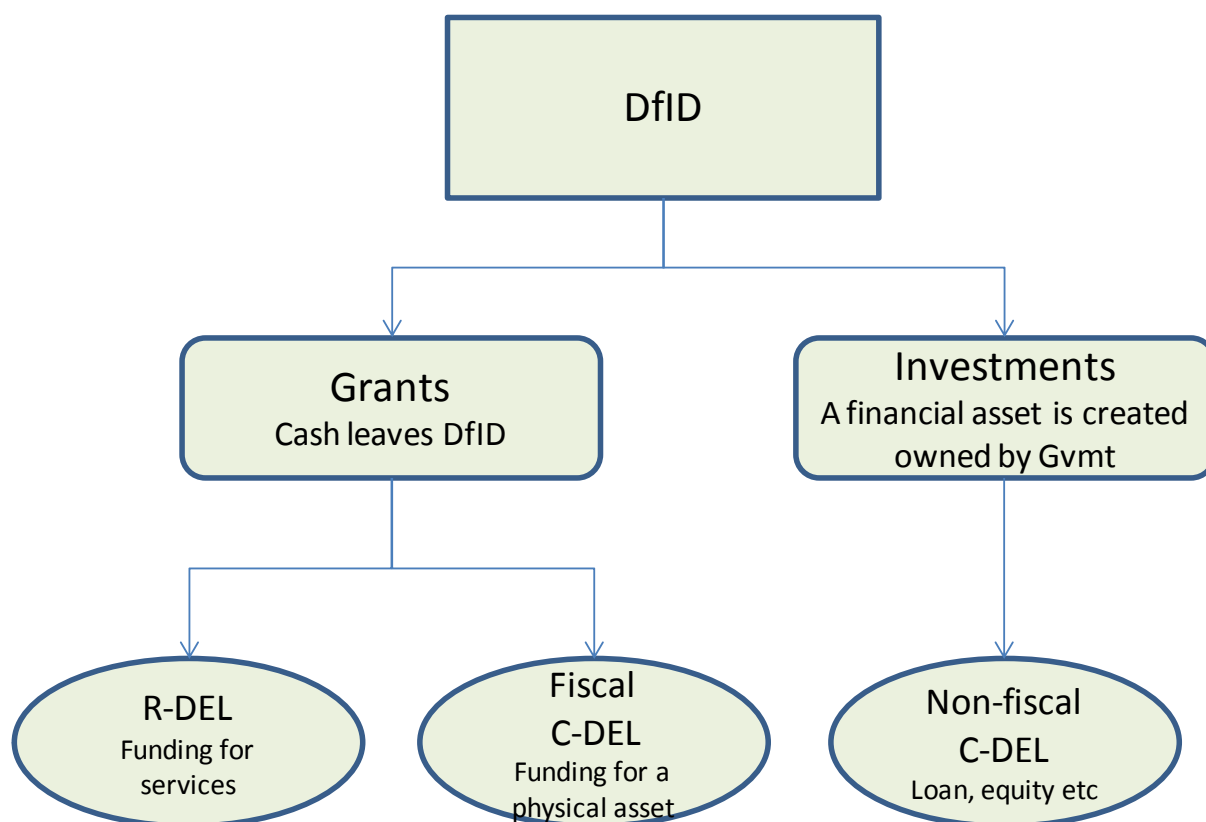 DfID
Grants
Cash leaves DfID
Investments
A financial asset is created
owned by Gvmt
R-DEL
Funding for
services
Fiscal
C-DEL
Funding for a
physical asset
Non-fiscal
C-DEL
Loan, equity etc